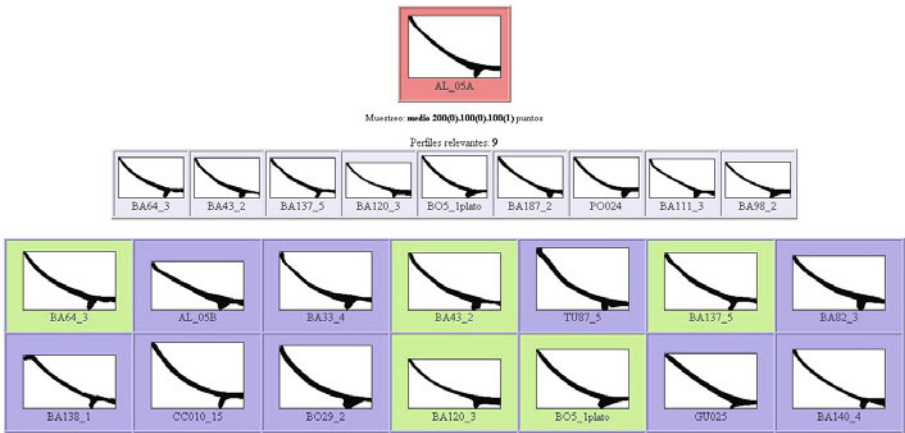 AL_05A
Muestreo: medio 200(0).100(0).100(1) puntos
Perfiles relevantes: 9
BA64_3 BA43_2 BA137_5 BA120_3 BO5_1plato BA187_2 PO024 BA111_3 BA98_2
BA64_3 AL_05B BA33_4 BA43_2 TU87_5 BA137_5 BA82_3
BA138_1 CC010_15 BO29_2 BA120_3 BO5_1plato GU025 BA140_4